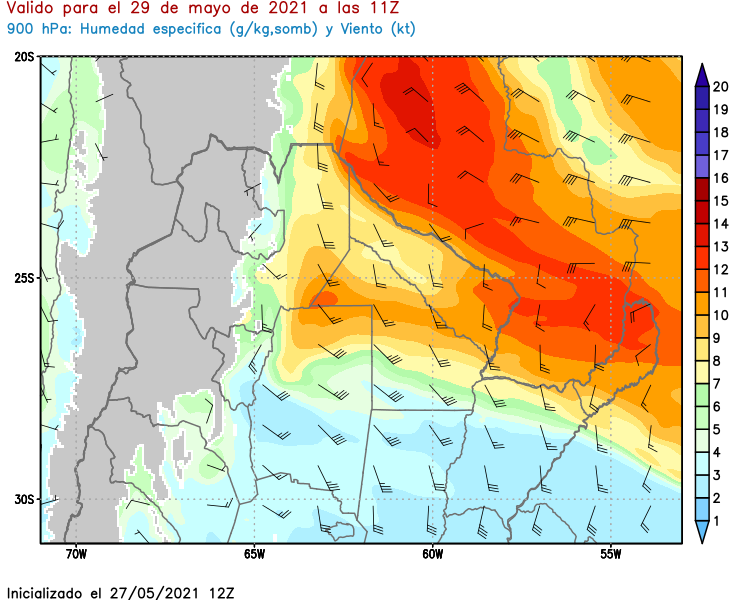 Valido para el 29 de mayo de 2021 a las 11Z
900 hPa: Humedad especifica (g/kg,somb) y Viento (kt)
20S
25S
30S
70W 65W 60W 55W
20
19
18
17
16
15
14
13
12
11
10
9
8
7
6
5
4
3
2
1
Inicializado el 27/05/2021 12Z